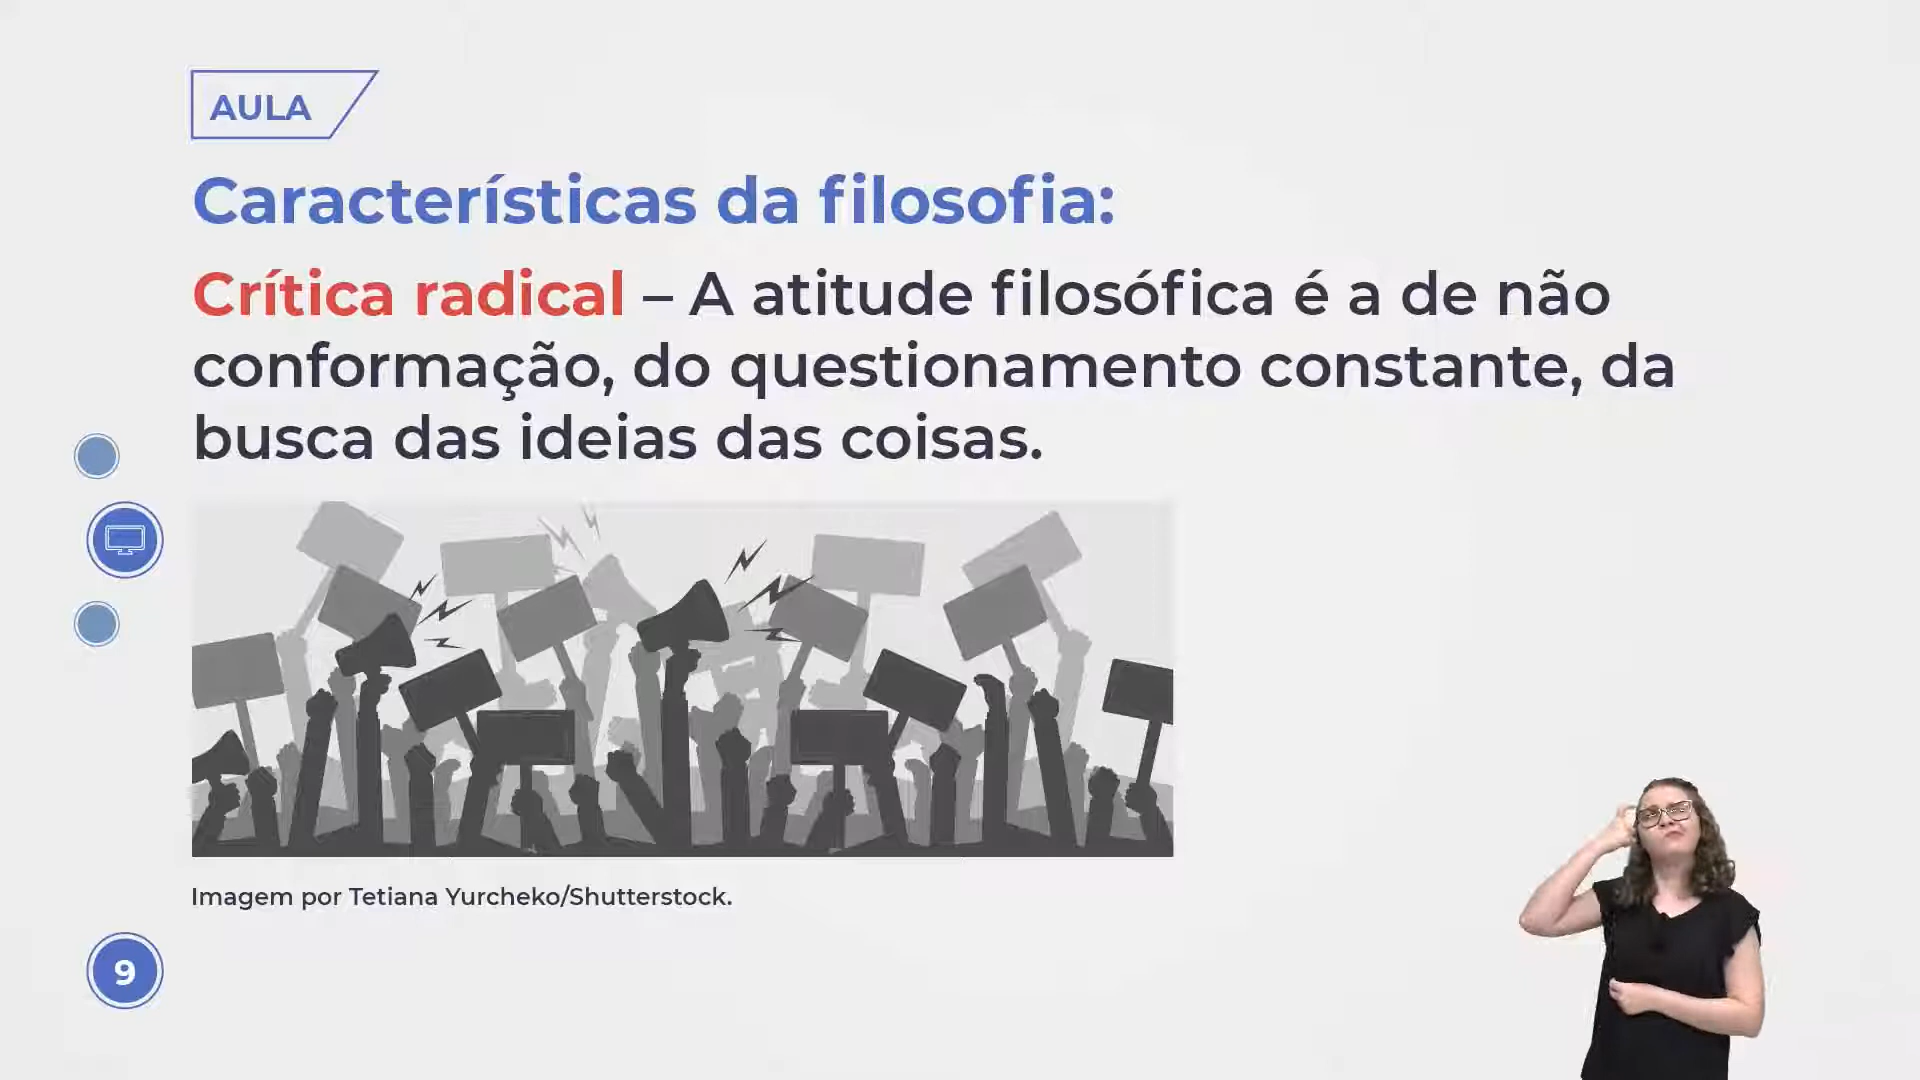 AULA
Características da filosofia:
Crítica radical – A atitude filosófica é a de não
conformação, do questionamento constante, da
busca das ideias das coisas.
Imagem por Tetiana Yurcheko/Shutterstock.
9